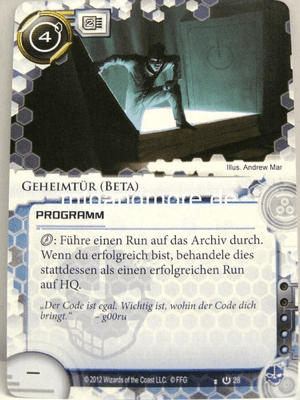 4
Illus. Andrew Mar
GEHEIMTÜR (BETA)
PROGRAMM
: Führe einen Run auf das Archiv durch.
Wenn du erfolgreich bist, behandele dies
stattdessen als einen erfolgreichen Run
auf HQ.
„Der Code ist egal. Wichtig ist, wohin der Code dich
bringt.“ – g00ru
–
© 2012 Wizards of the Coast LLC. © FFG 28